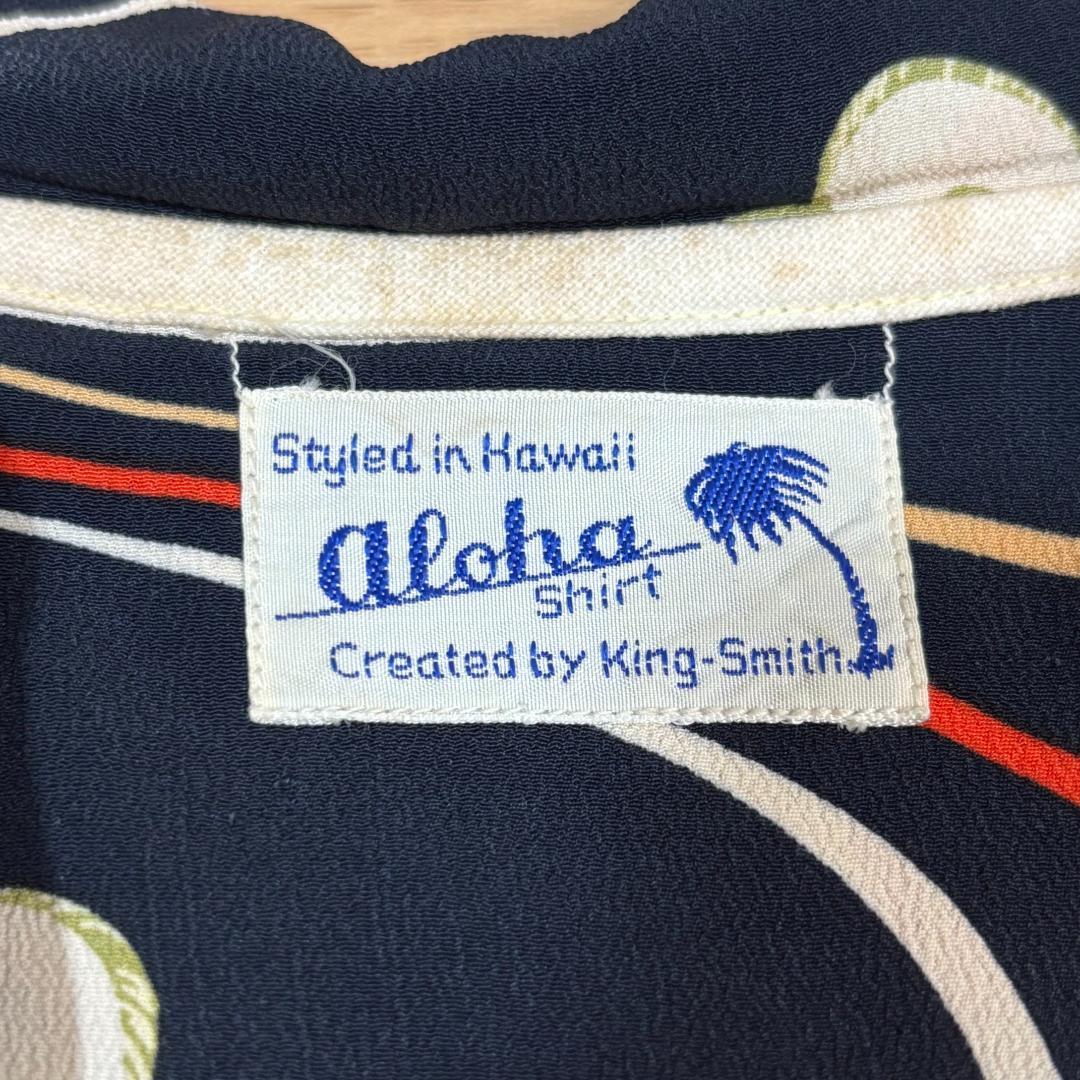 Styled in Hawaii
Aloha
Shirt
Created by King-Smith.